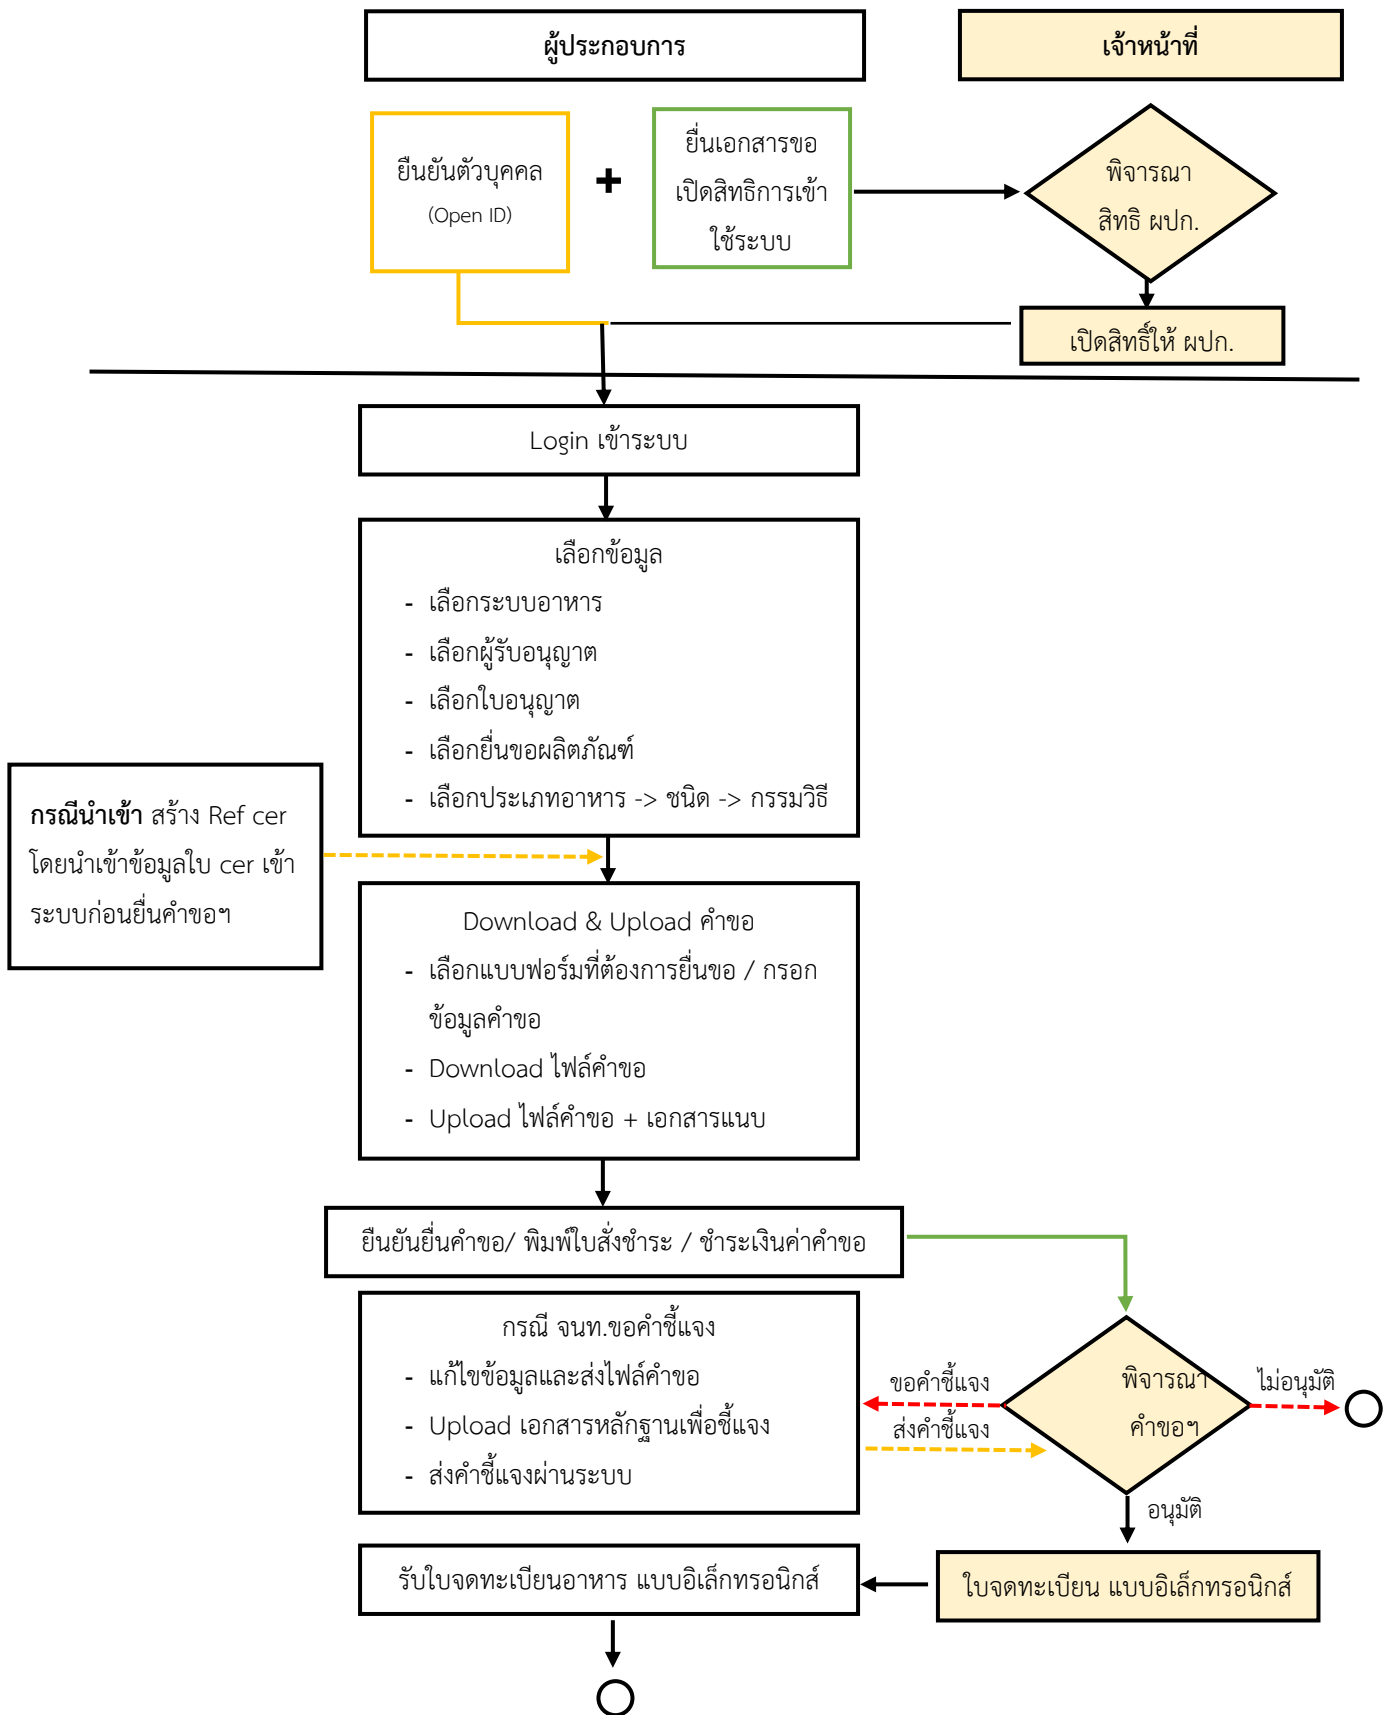 ผู้ประกอบการ
เจ้าหน้าที่
ยืนยันตัวบุคคล
(Open ID)
+
ยื่นเอกสารขอ
เปิดสิทธิการเข้า
ใช้ระบบ
พิจารณา
สิทธิ ผปก.
เปิดสิทธิ์ให้ ผปก.
Login เข้าระบบ
เลือกข้อมูล
- เลือกระบบอาหาร
- เลือกผู้รับอนุญาต
- เลือกใบอนุญาต
- เลือกยื่นขอผลิตภัณฑ์
- เลือกประเภทอาหาร -> ชนิด -> กรรมวิธี
กรณีนำเข้า สร้าง Ref cer
โดยนำเข้าข้อมูลใบ cer เข้า
ระบบก่อนยื่นคำขอฯ
Download & Upload คำขอ
- เลือกแบบฟอร์มที่ต้องการยื่นขอ / กรอก
ข้อมูลคำขอ
- Download ไฟล์คำขอ
- Upload ไฟล์คำขอ + เอกสารแนบ
ยืนยันยื่นคำขอ/ พิมพ์ใบสั่งชำระ / ชำระเงินค่าคำขอ
กรณี จนท.ขอคำชี้แจง
- แก้ไขข้อมูลและส่งไฟล์คำขอ
- Upload เอกสารหลักฐานเพื่อชี้แจง
- ส่งคำชี้แจงผ่านระบบ
ขอคำชี้แจง
ส่งคำชี้แจง
พิจารณา
คำขอฯ
ไม่อนุมัติ
อนุมัติ
รับใบจดทะเบียนอาหาร แบบอิเล็กทรอนิกส์
ใบจดทะเบียน แบบอิเล็กทรอนิกส์